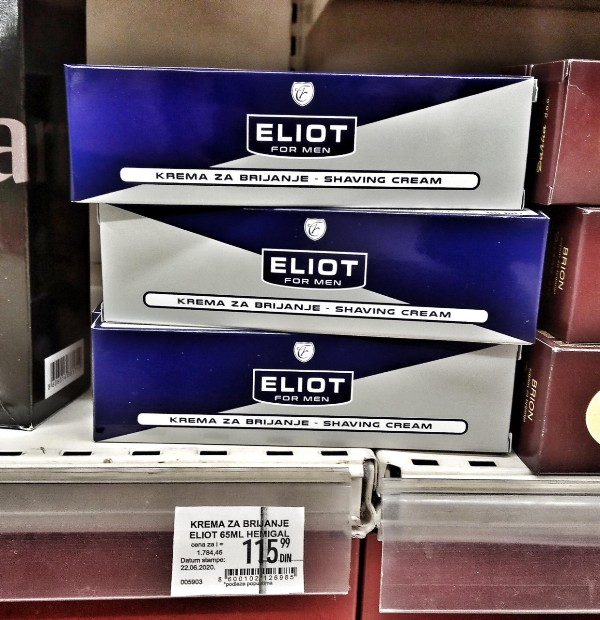 ELIOT
FOR MEN
KREMA ZA BRIJANJE - SHAVING CREAM
ELIOT
FOR MEN
KREMA ZA BRIJANJE - SHAVING CREAM
ELIOT
FOR MEN
KREMA ZA BRIJANJE - SHAVING CREAM
BRION
BRION
a
KREMA ZA BRIJANJE
ELIOT 65ML HEMIGAL
cena za l =
1.784,46
115,99
DIN
Datum stampe:
22.06.2020.
005903